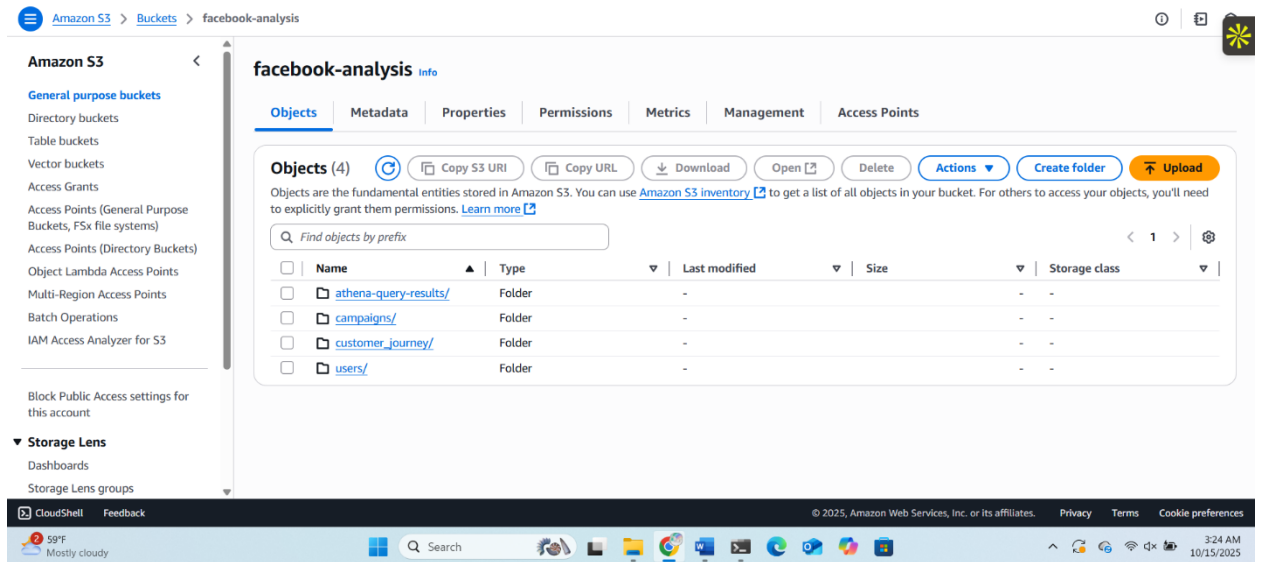 Amazon S3 > Buckets > facebook-analysis
Amazon S3
General purpose buckets
Directory buckets
Table buckets
Vector buckets
Access Grants
Access Points (General Purpose
Buckets, FSx file systems)
Access Points (Directory Buckets)
Object Lambda Access Points
Multi-Region Access Points
Batch Operations
IAM Access Analyzer for S3
Block Public Access settings for
this account
Storage Lens
Dashboards
Storage Lens groups
facebook-analysis Info
Objects Metadata Properties Permissions Metrics Management Access Points
Objects (4) Copy S3 URI Copy URL Download Open Delete Actions Create folder Upload
Objects are the fundamental entities stored in Amazon S3. You can use Amazon S3 inventory to get a list of all objects in your bucket. For others to access your objects, you'll need
to explicitly grant them permissions. Learn more
Find objects by prefix < 1 >
Name Type Last modified Size Storage class
athena-query-results/ Folder - - -
campaigns/ Folder - - -
customer_journey/ Folder - - -
users/ Folder - - -
CloudShell Feedback © 2025, Amazon Web Services, Inc. or its affiliates. Privacy Terms Cookie preferences
2 59°F Search 3:24 AM
Mostly cloudy 10/15/2025